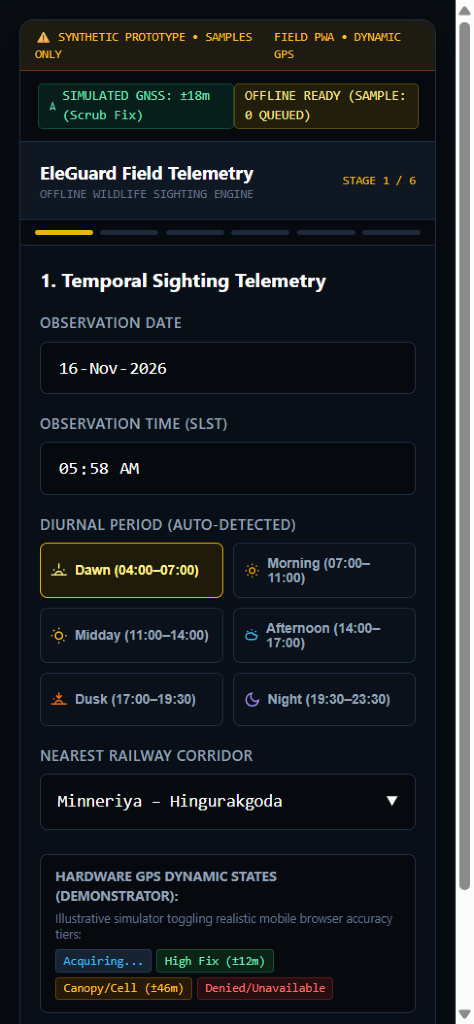 ⚠ SYNTHETIC PROTOTYPE • SAMPLES ONLY
FIELD PWA • DYNAMIC GPS
SIMULATED GNSS: ±18m (Scrub Fix)
OFFLINE READY (SAMPLE: 0 QUEUED)
EleGuard Field Telemetry
OFFLINE WILDLIFE SIGHTING ENGINE
STAGE 1 / 6
1. Temporal Sighting Telemetry
OBSERVATION DATE
16-Nov-2026
OBSERVATION TIME (SLST)
05:58 AM
DIURNAL PERIOD (AUTO-DETECTED)
Dawn (04:00–07:00)
Morning (07:00–11:00)
Midday (11:00–14:00)
Afternoon (14:00–17:00)
Dusk (17:00–19:30)
Night (19:30–23:30)
NEAREST RAILWAY CORRIDOR
Minneriya – Hingurakgoda
HARDWARE GPS DYNAMIC STATES
(DEMONSTRATOR):
Illustrative simulator toggling realistic mobile browser accuracy
tiers:
Acquiring...
High Fix (±12m)
Canopy/Cell (±46m)
Denied/Unavailable